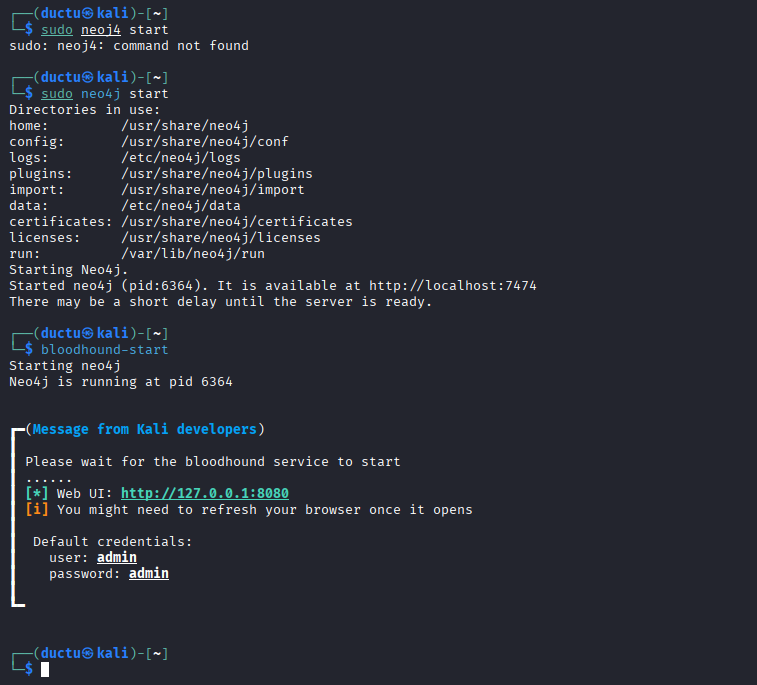 ┌──(ductu㉿kali)-[~]
└─$ sudo neoj4 start
sudo: neoj4: command not found
┌──(ductu㉿kali)-[~]
└─$ sudo neo4j start
Directories in use:
home:         /usr/share/neo4j
config:       /usr/share/neo4j/conf
logs:         /etc/neo4j/logs
plugins:      /usr/share/neo4j/plugins
import:       /usr/share/neo4j/import
data:         /etc/neo4j/data
certificates: /usr/share/neo4j/certificates
licenses:     /usr/share/neo4j/licenses
run:          /var/lib/neo4j/run
Starting Neo4j.
Started neo4j (pid:6364). It is available at http://localhost:7474
There may be a short delay until the server is ready.
┌──(ductu㉿kali)-[~]
└─$ bloodhound-start
Starting neo4j
Neo4j is running at pid 6364
┏━(Message from Kali developers)
┃ Please wait for the bloodhound service to start
┃ ......
┃ [*] Web UI: http://127.0.0.1:8080
┃ [i] You might need to refresh your browser once it opens
┃  Default credentials:
┃    user: admin
┃    password: admin
┗━
┌──(ductu㉿kali)-[~]
└─$